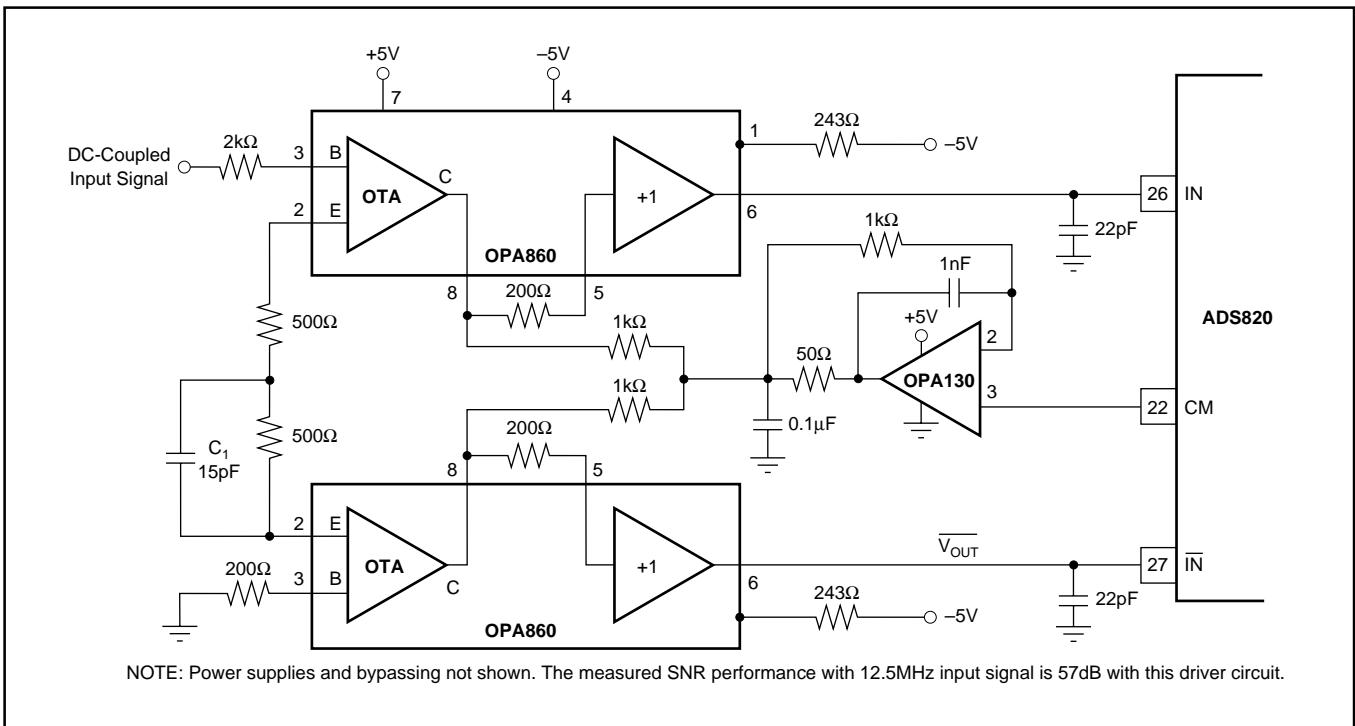 +5V
–5V
7
4
DC-Coupled
Input Signal
2kΩ
3
B
C
OTA
2
E
+1
OPA860
1
243Ω
–5V
6
26
IN
22pF
8
200Ω
5
1kΩ
1nF
500Ω
1kΩ
+5V
2
50Ω
OPA130
3
ADS820
22
CM
1kΩ
0.1μF
500Ω
C1
15pF
200Ω
8
5
2
E
OTA
200Ω
3
B
C
+1
6
OPA860
243Ω
–5V
VOUT
27
IN
22pF
NOTE: Power supplies and bypassing not shown. The measured SNR performance with 12.5MHz input signal is 57dB with this driver circuit.